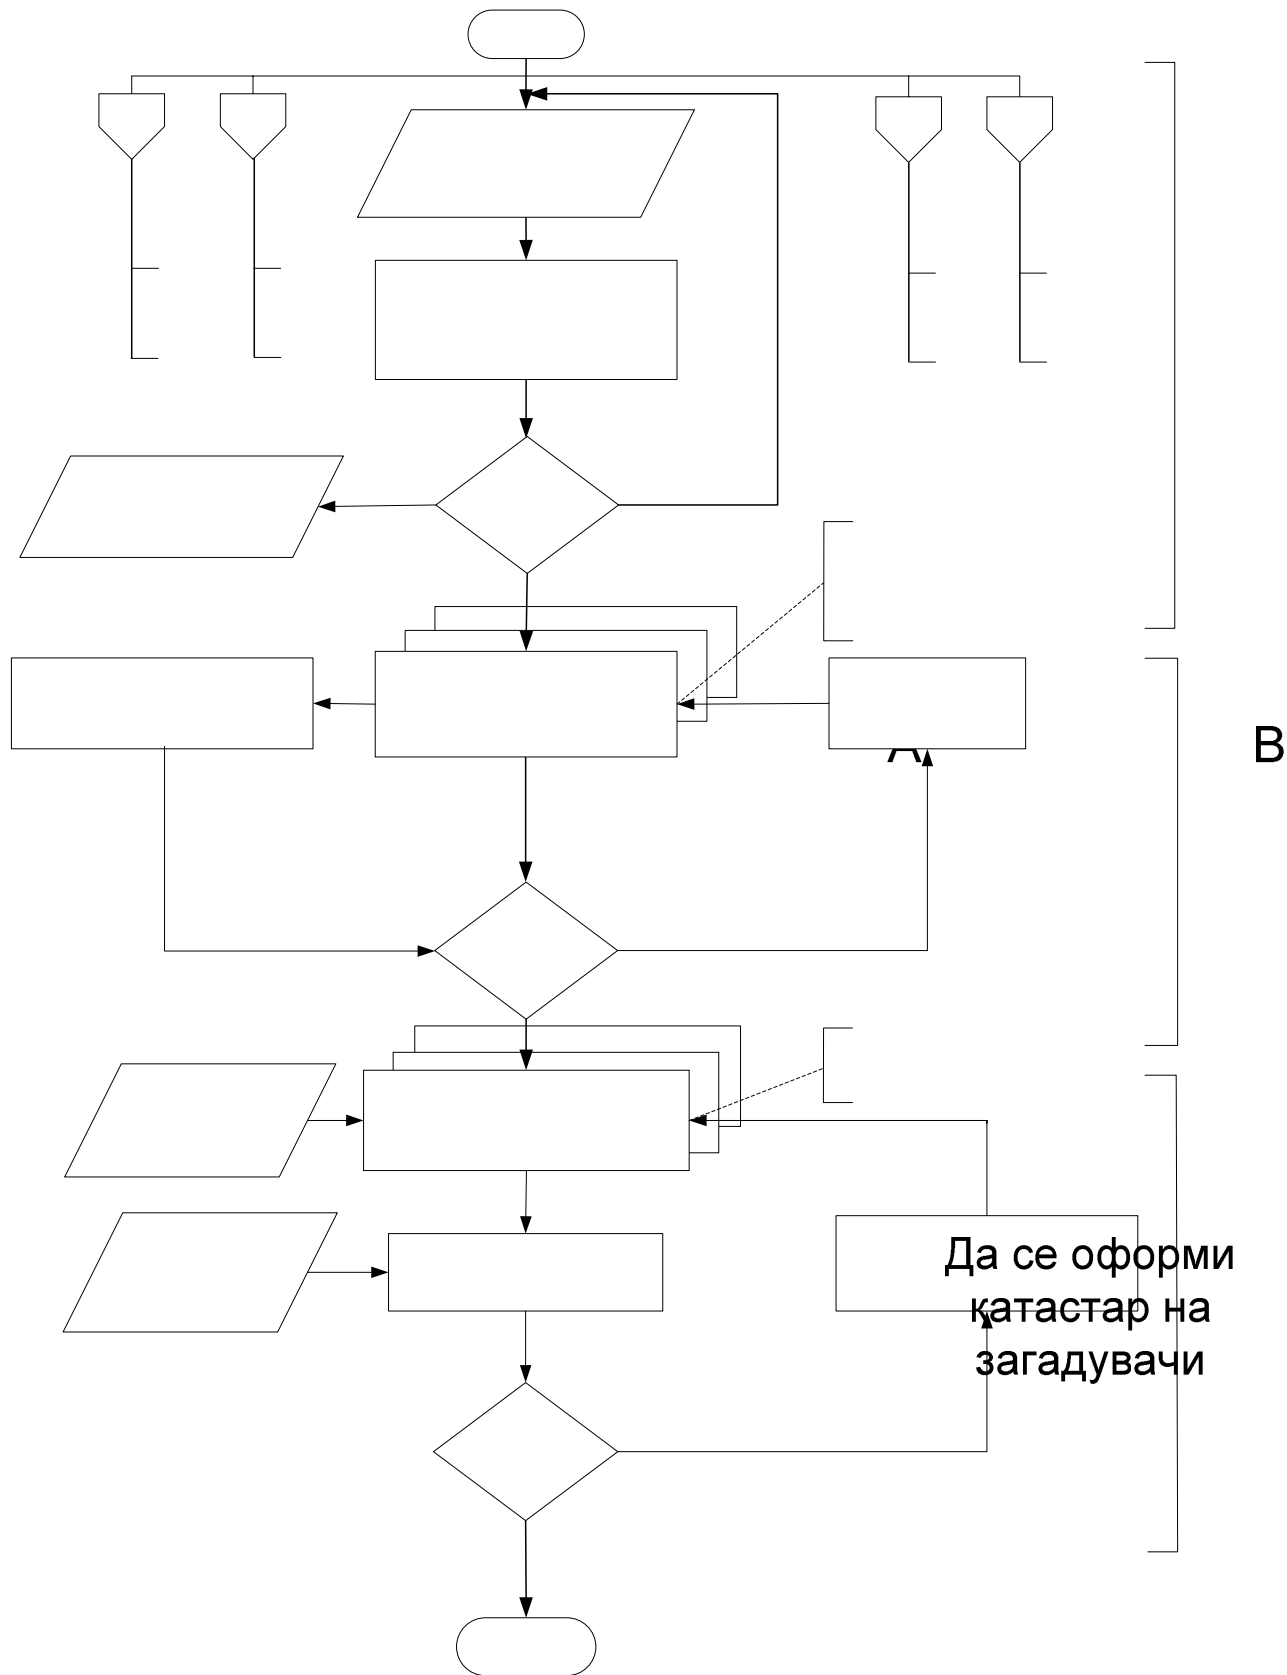 В
Да се оформи
катастар на
загадувачи